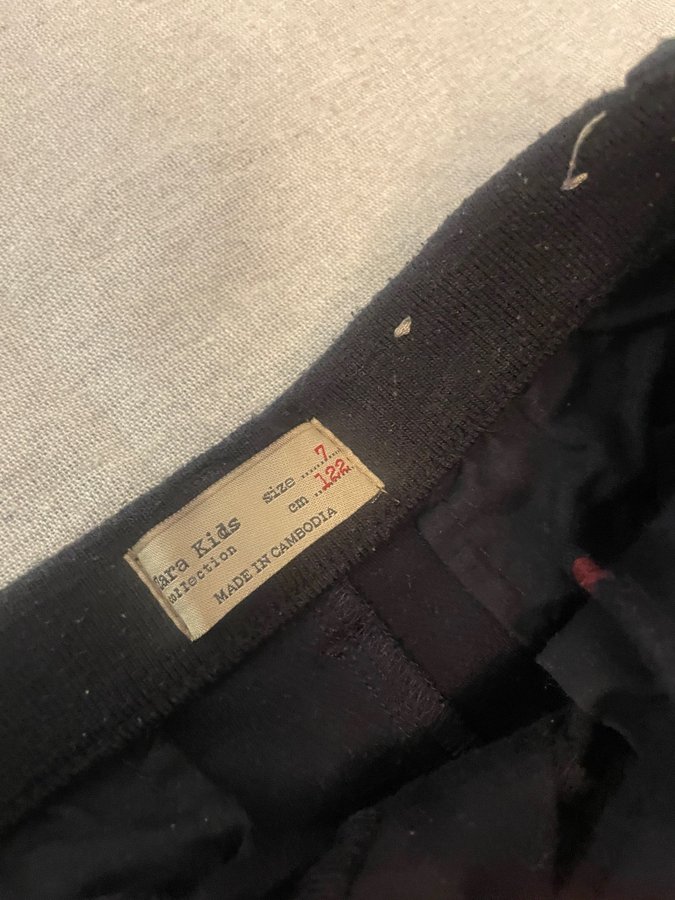 ara Kids
ollection
size ......7....
cm ...122...
MADE IN CAMBODIA